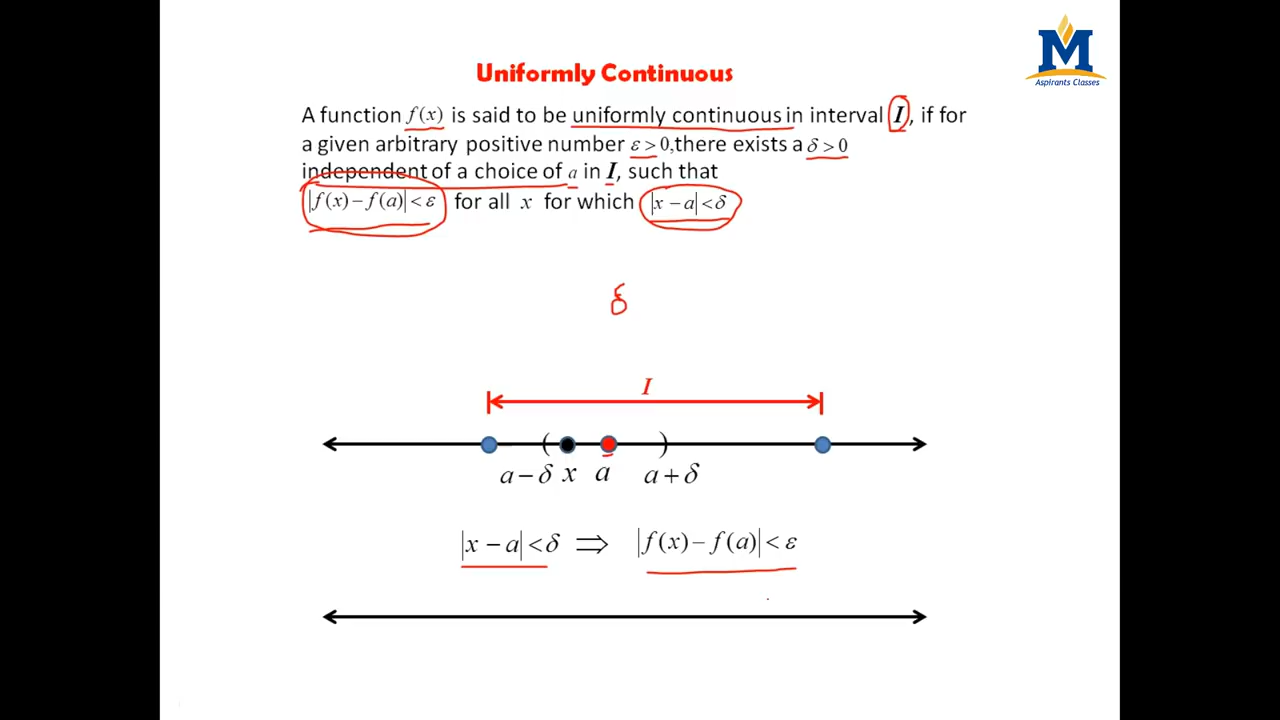 M
Aspirants Classes
Uniformly Continuous
A function f(x) is said to be uniformly continuous in interval I, if for
a given arbitrary positive number ε > 0,there exists a δ > 0
independent of a choice of a in I, such that
|f(x) − f(a)| < ε for all x for which |x − a| < δ
δ
I
( )
a − δ x a a + δ
|x − a| < δ ⟹ |f(x) − f(a)| < ε